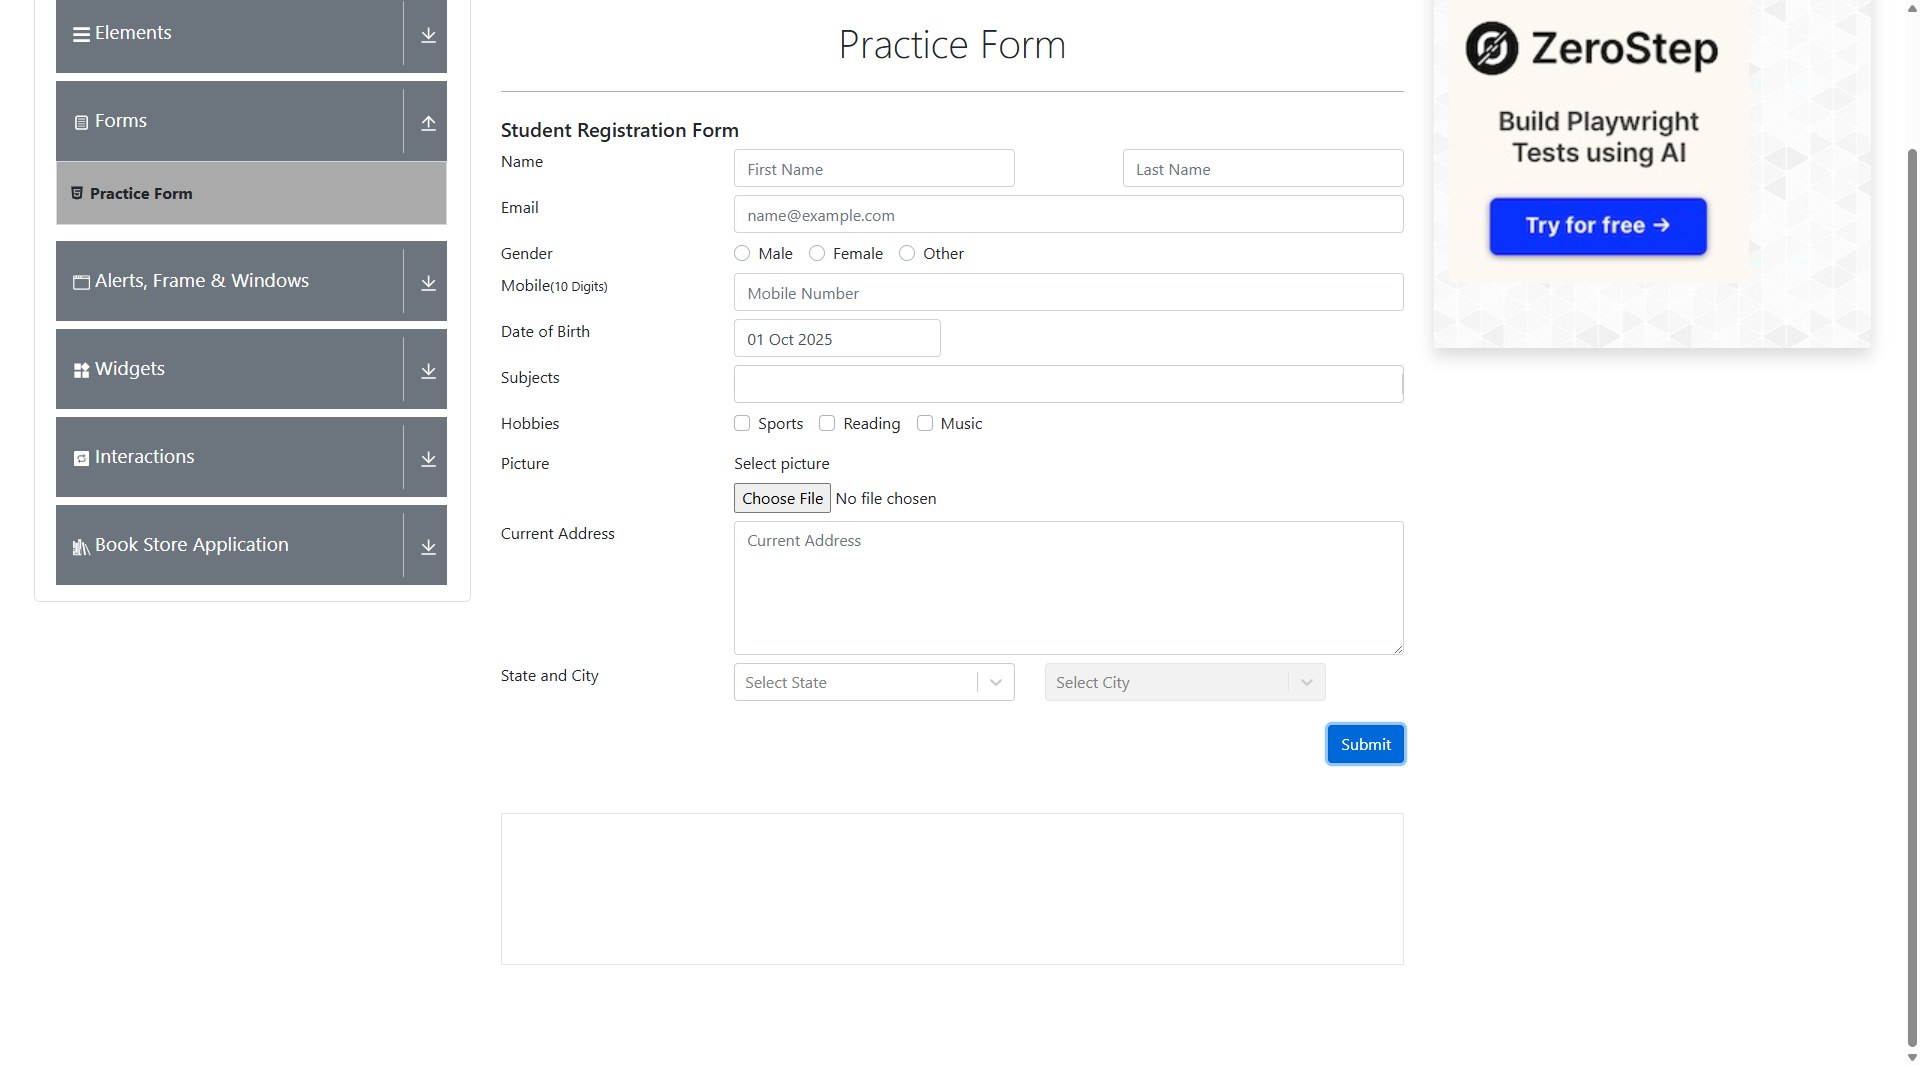 Elements
Forms
Practice Form
Alerts, Frame & Windows
Widgets
Interactions
Book Store Application
Practice Form
Student Registration Form
Name
First Name
Last Name
Email
name@example.com
Gender
Male
Female
Other
Mobile(10 Digits)
Mobile Number
Date of Birth
01 Oct 2025
Subjects
Hobbies
Sports
Reading
Music
Picture
Select picture
Choose File No file chosen
Current Address
Current Address
State and City
Select State
Select City
Submit
ZeroStep
Build Playwright
Tests using AI
Try for free →